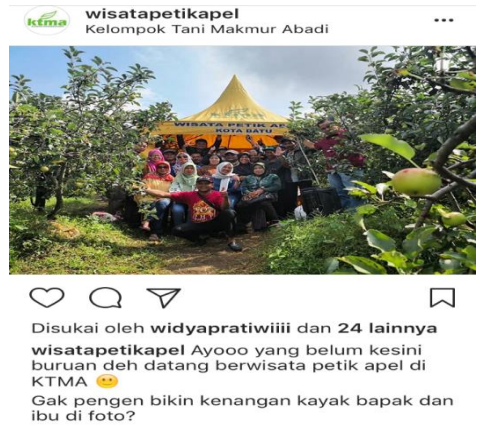 ktma
wisatapetikapel
Kelompok Tani Makmur Abadi
WISATA PETIK AP
KOTA BATU
Disukai oleh widyapratiwiiii dan 24 lainnya
wisatapetikapel Ayooo yang belum kesini
buruan deh datang berwisata petik apel di
KTMA 😶
Gak pengen bikin kenangan kayak bapak dan
ibu di foto?